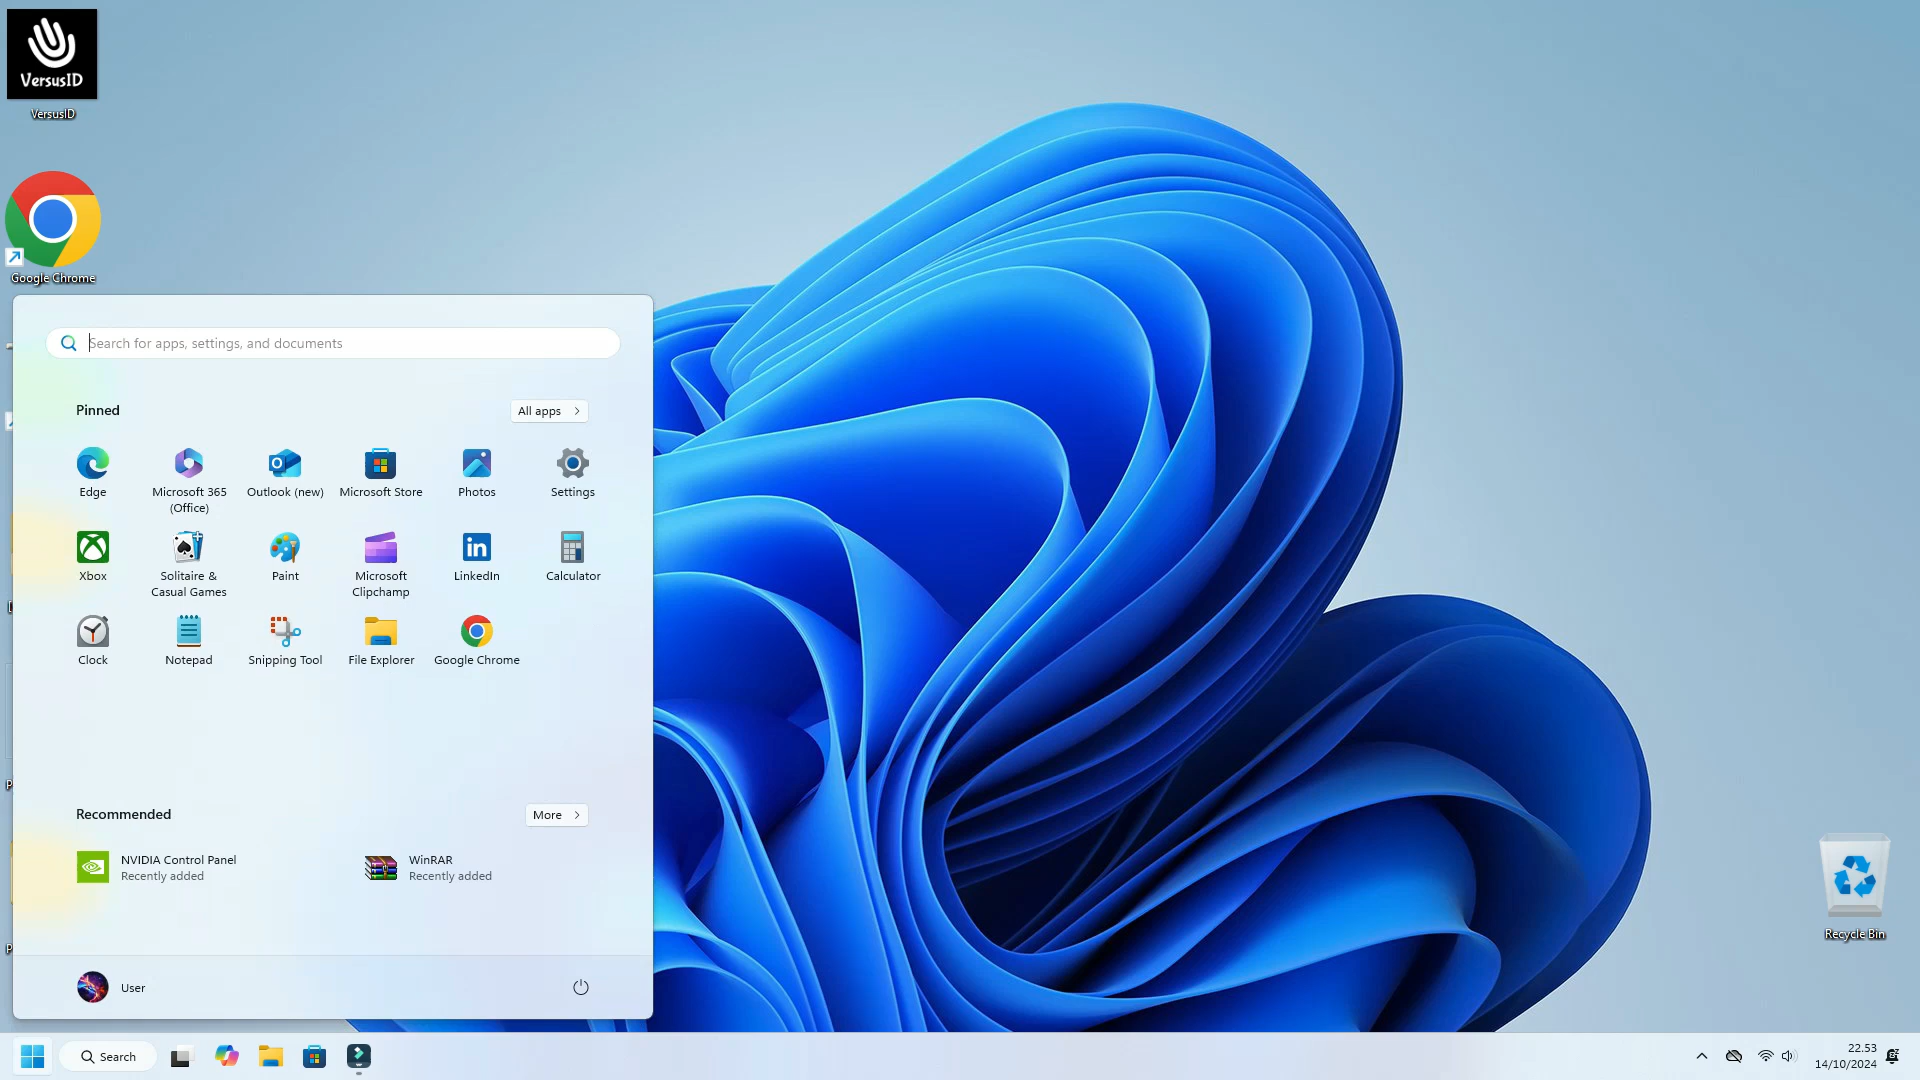 VersusID
VersusID
Google Chrome
Search for apps, settings, and documents
Pinned
All apps
Edge
Microsoft 365
(Office)
Outlook (new)
Microsoft Store
Photos
Settings
Xbox
Solitaire &
Casual Games
Paint
Microsoft
Clipchamp
LinkedIn
Calculator
Clock
Notepad
Snipping Tool
File Explorer
Google Chrome
Recommended
More
NVIDIA Control Panel
Recently added
WinRAR
Recently added
User
Recycle Bin
Search
22.53
14/10/2024